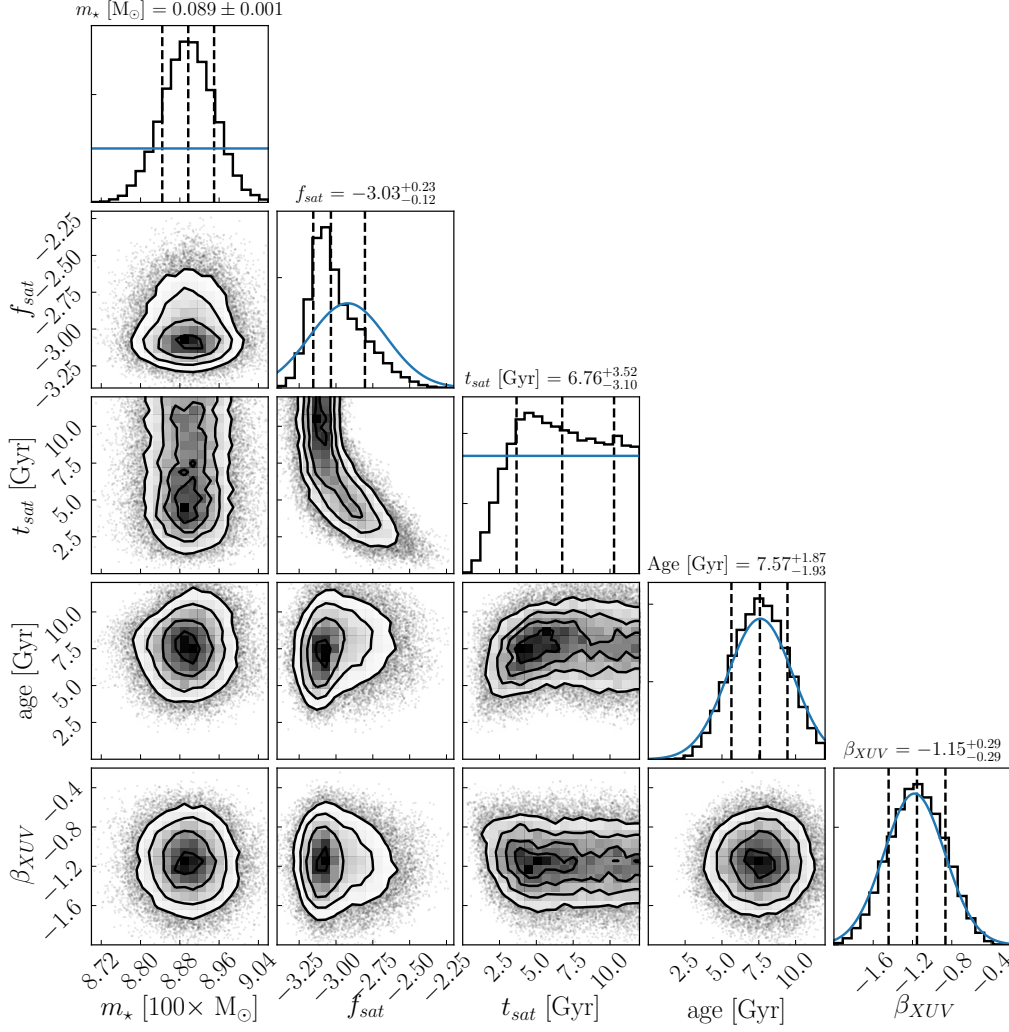 m⋆ [M⊙] = 0.089 ± 0.001
f_sat = −3.03^{+0.23}_{−0.12}
−2.25
−2.50
−2.75
−3.00
−3.25
f_sat
t_sat [Gyr] = 6.76^{+3.52}_{−3.10}
10.0
7.5
5.0
2.5
t_sat [Gyr]
Age [Gyr] = 7.57^{+1.87}_{−1.93}
10.0
7.5
5.0
2.5
age [Gyr]
β_XUV = −1.15^{+0.29}_{−0.29}
−0.4
−0.8
−1.2
−1.6
β_XUV
8.72 8.80 8.88 8.96 9.04 −3.25 −3.00 −2.75 −2.50 −2.25 2.5 5.0 7.5 10.0 2.5 5.0 7.5 10.0 −1.6 −1.2 −0.8 −0.4
m⋆ [100× M⊙] f_sat t_sat [Gyr] age [Gyr] β_XUV